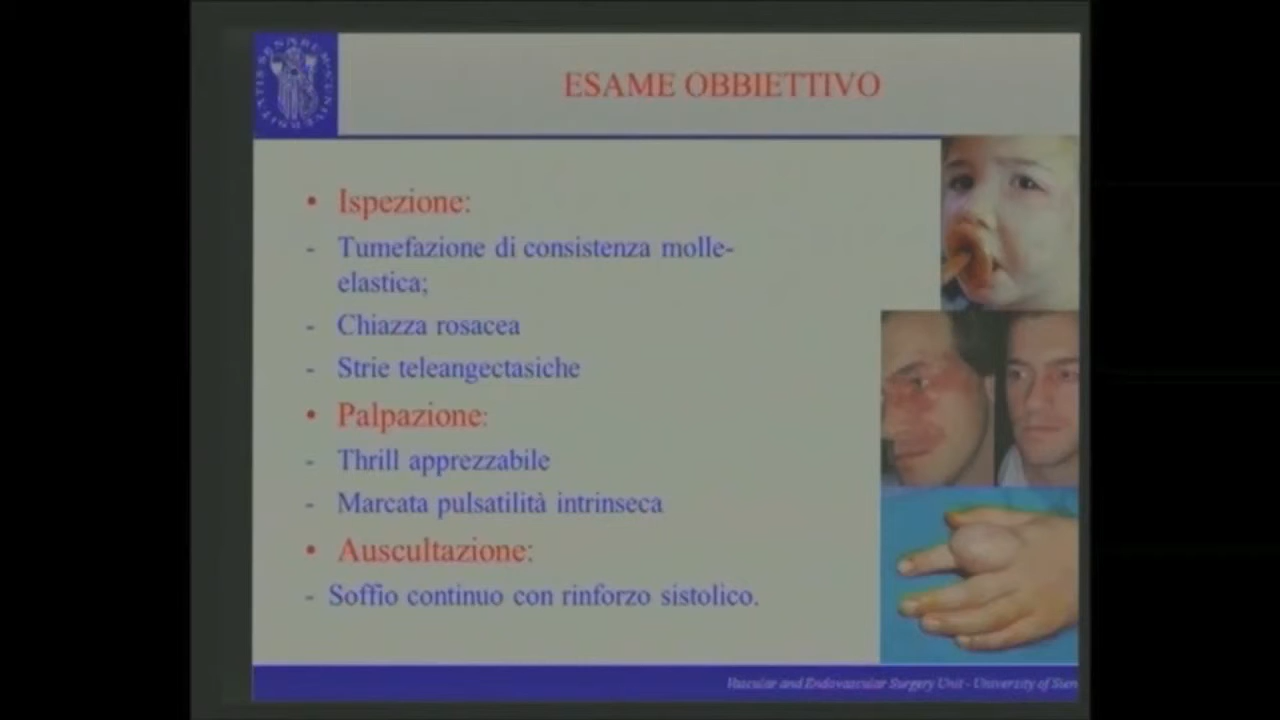 ESAME OBBIETTIVO
• Ispezione:
- Tumefazione di consistenza molle-
elastica;
- Chiazza rosacea
- Strie teleangectasiche
• Palpazione:
- Thrill apprezzabile
- Marcata pulsatilità intrinseca
• Auscultazione:
- Soffio continuo con rinforzo sistolico.
Vascular and Endovascular Surgery Unit - University of Sien